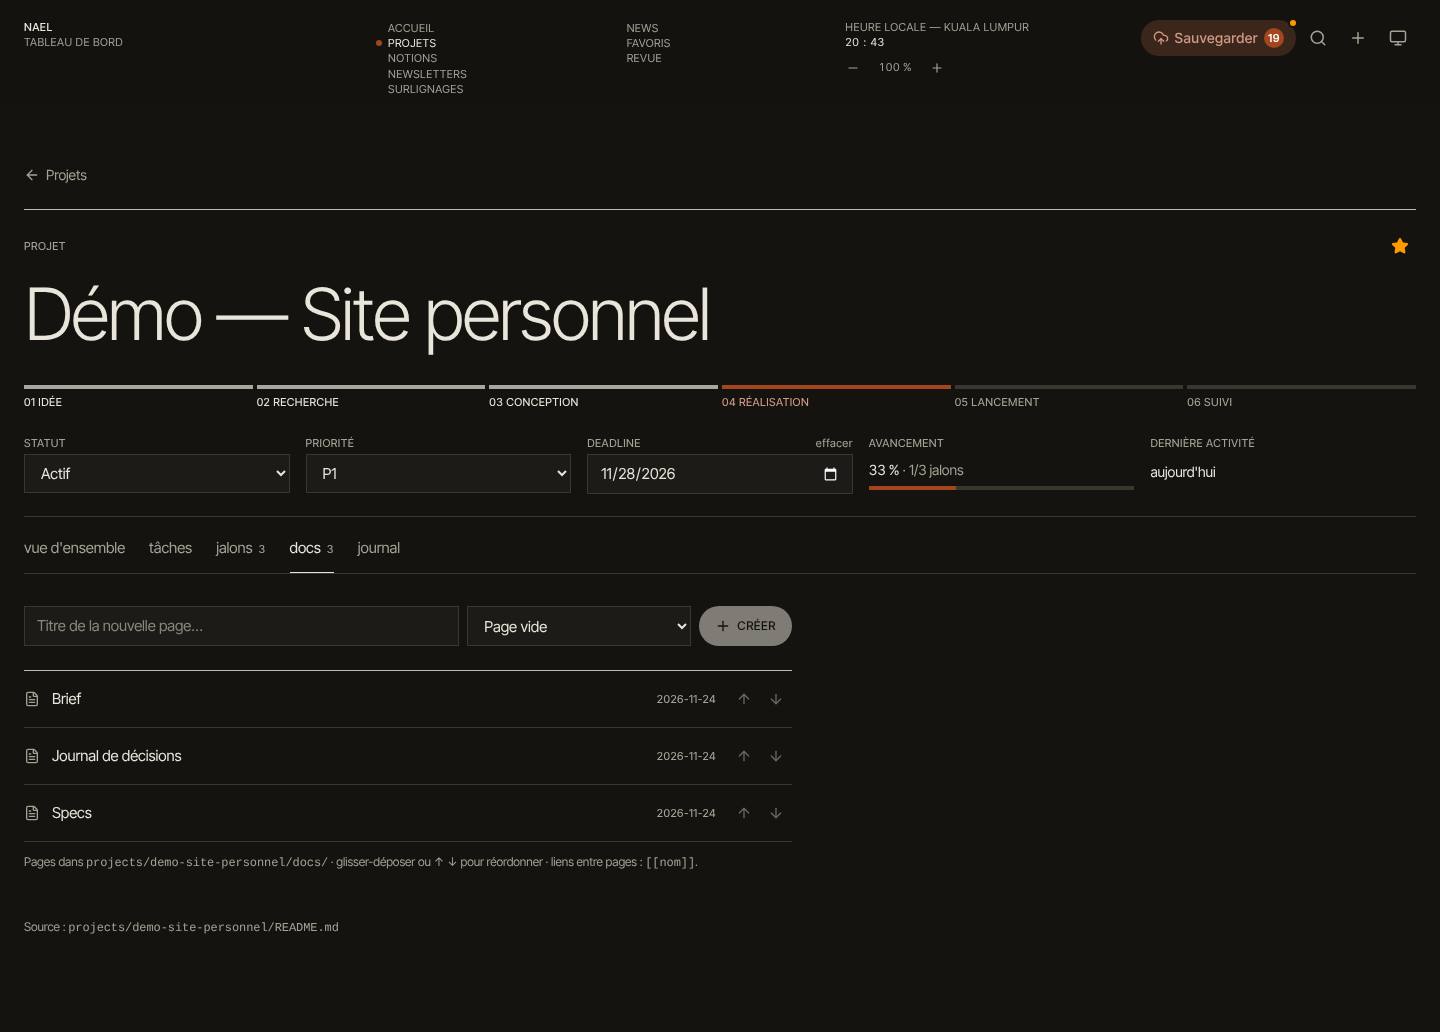 NAEL
TABLEAU DE BORD
ACCUEIL
PROJETS
NOTIONS
NEWSLETTERS
SURLIGNAGES
NEWS
FAVORIS
REVUE
HEURE LOCALE — KUALA LUMPUR
20 : 43
− 100 % +
Sauvegarder 19
← Projets
PROJET
Démo — Site personnel
01 IDÉE
02 RECHERCHE
03 CONCEPTION
04 RÉALISATION
05 LANCEMENT
06 SUIVI
STATUT
Actif
PRIORITÉ
P1
DEADLINE effacer
11/28/2026
AVANCEMENT
33 % · 1/3 jalons
DERNIÈRE ACTIVITÉ
aujourd'hui
vue d'ensemble tâches jalons 3 docs 3 journal
Titre de la nouvelle page…
Page vide
+ CRÉER
Brief 2026-11-24 ↑ ↓
Journal de décisions 2026-11-24 ↑ ↓
Specs 2026-11-24 ↑ ↓
Pages dans projects/demo-site-personnel/docs/ · glisser-déposer ou ↑ ↓ pour réordonner · liens entre pages : [[nom]].
Source : projects/demo-site-personnel/README.md